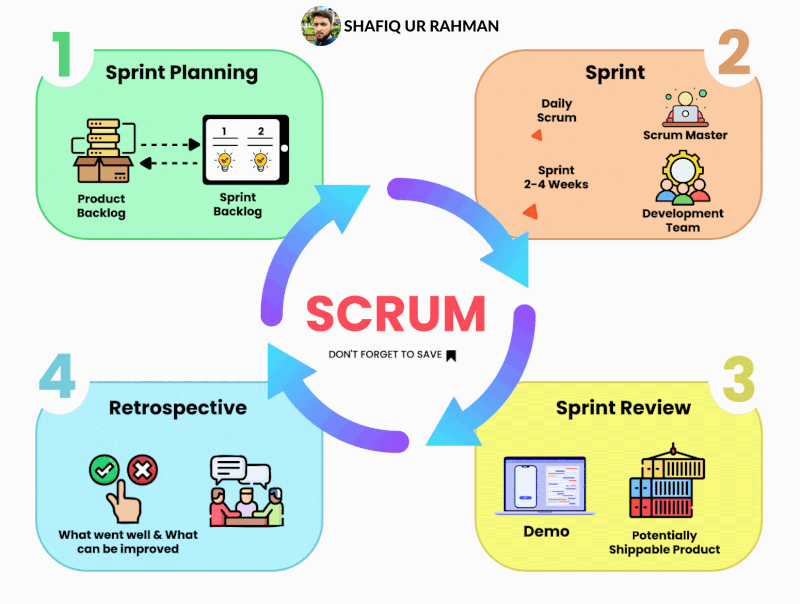 SHAFIQ UR RAHMAN
1
Sprint Planning
1 2
Product
Backlog
Sprint
Backlog
2
Sprint
Daily
Scrum
Scrum Master
Sprint
2-4 Weeks
Development
Team
SCRUM
DON'T FORGET TO SAVE
4
Retrospective
What went well & What
can be improved
3
Sprint Review
Demo
Potentially
Shippable Product